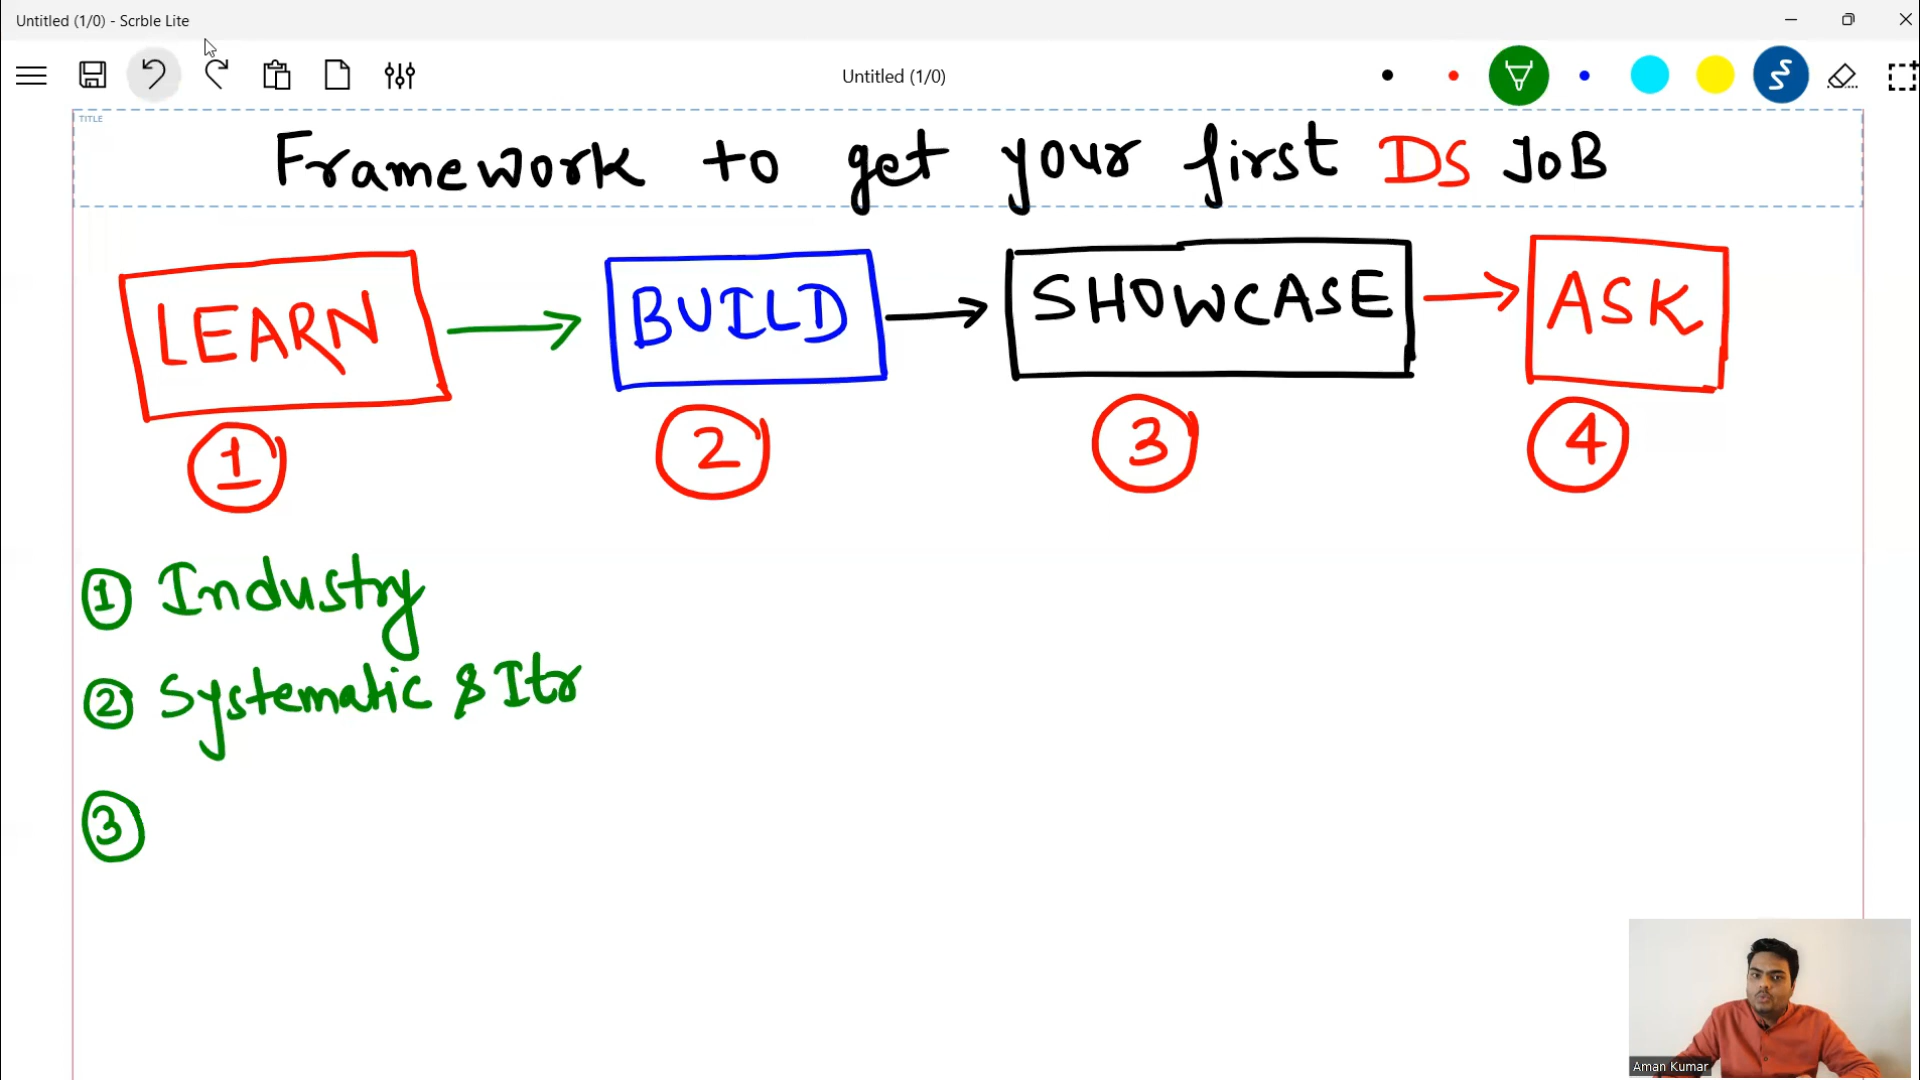 Untitled (1/0) - Scrble Lite
Untitled (1/0)
TITLE
Framework to get your first DS JOB
LEARN → BUILD → SHOWCASE → ASK
1 2 3 4
1 Industry
2 Systematic & Itr
3
Aman Kumar